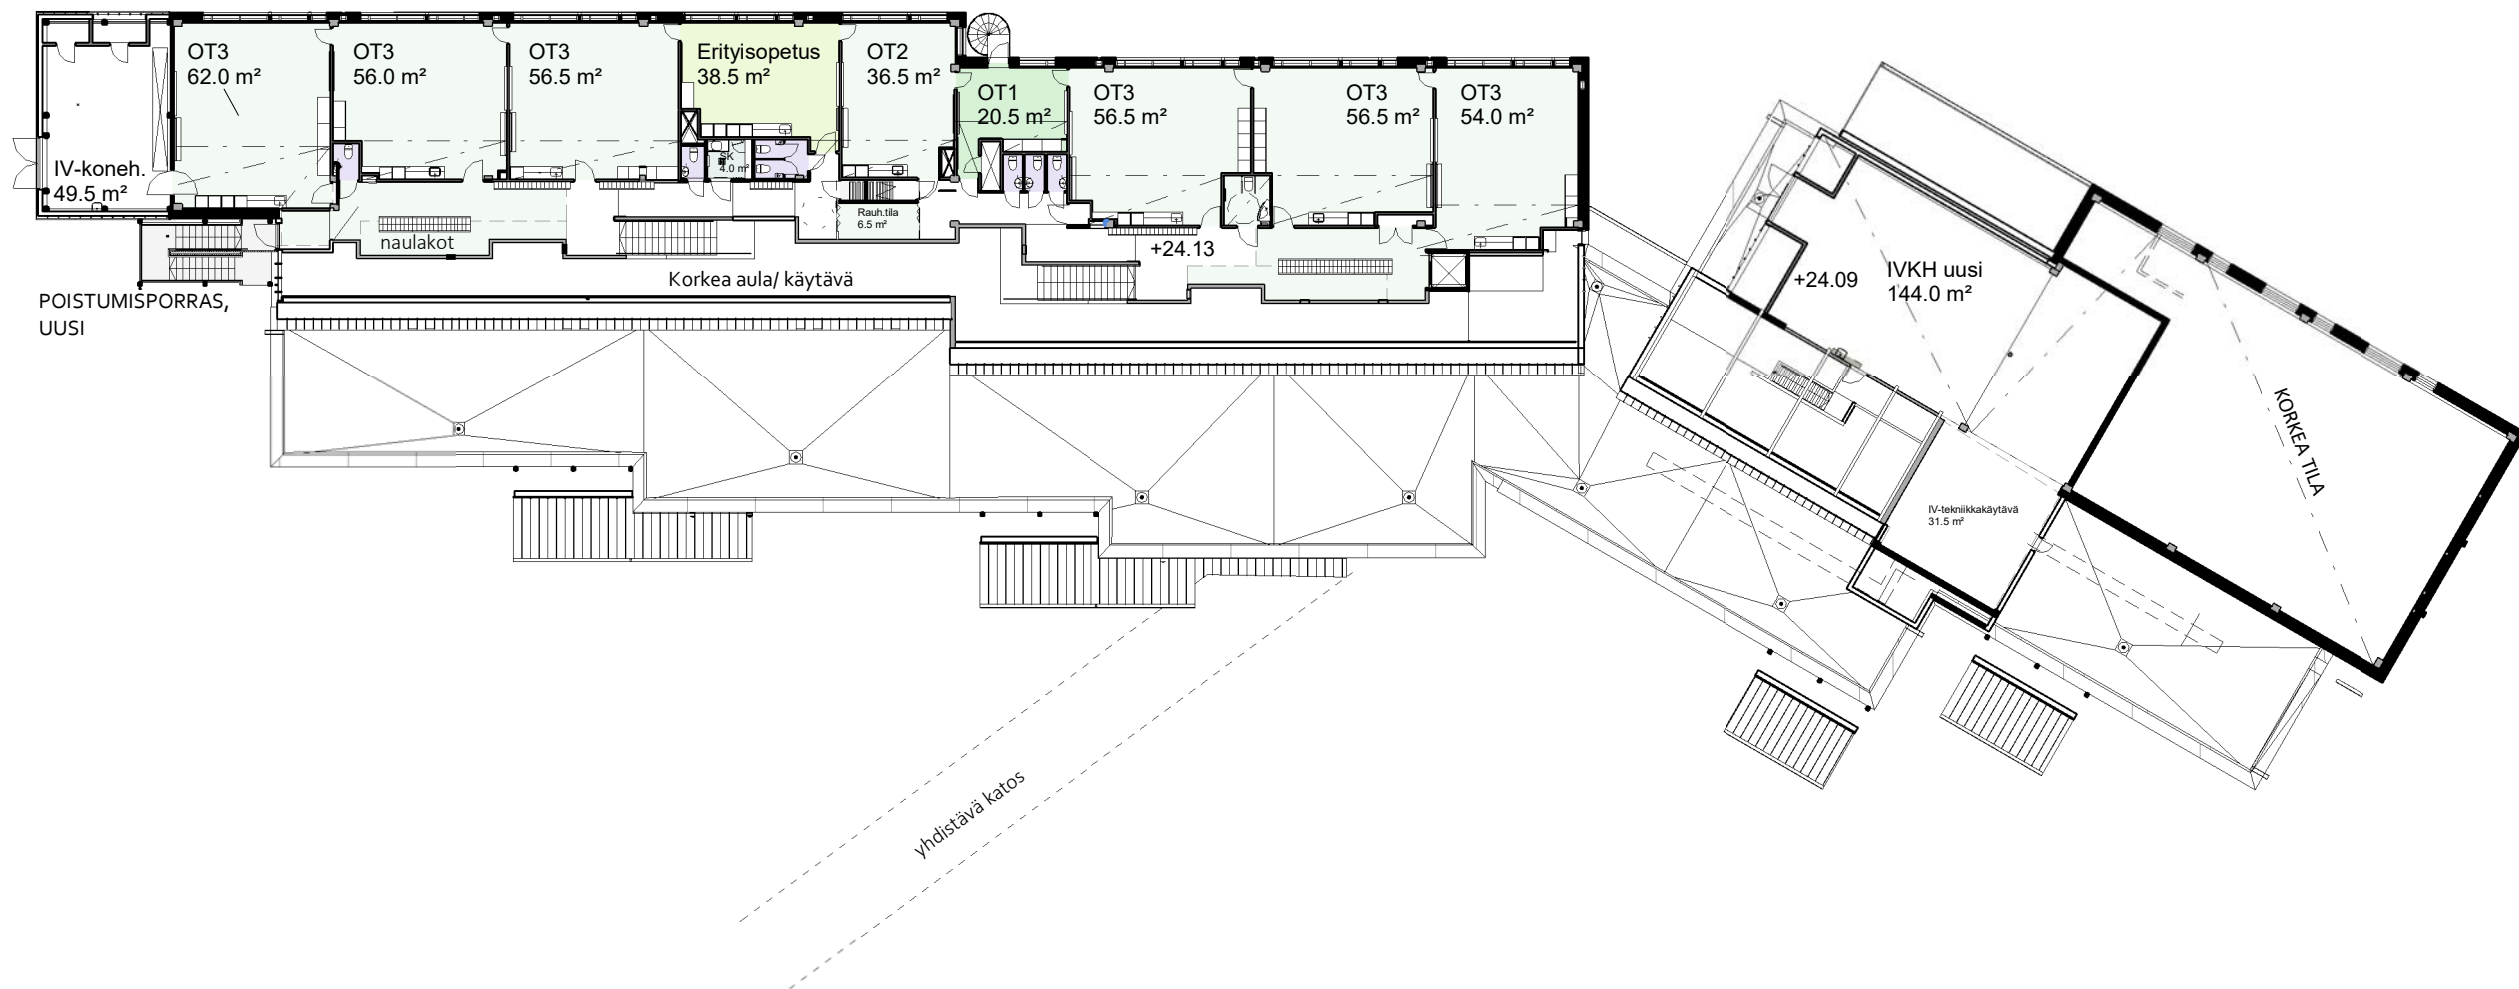 OT3
62.0 m²
OT3
56.0 m²
OT3
56.5 m²
Erityisopetus
38.5 m²
OT2
36.5 m²
OT1
20.5 m²
OT3
56.5 m²
OT3
56.5 m²
OT3
54.0 m²
IV-koneh.
49.5 m²
SK
4.0 m²
Rauh.tila
6.5 m²
naulakot
+24.13
Korkea aula/ käytävä
POISTUMISPORRAS,
UUSI
+24.09
IVKH uusi
144.0 m²
KORKEA TILA
IV-tekniikkakäytävä
31.5 m²
yhdistävä katos